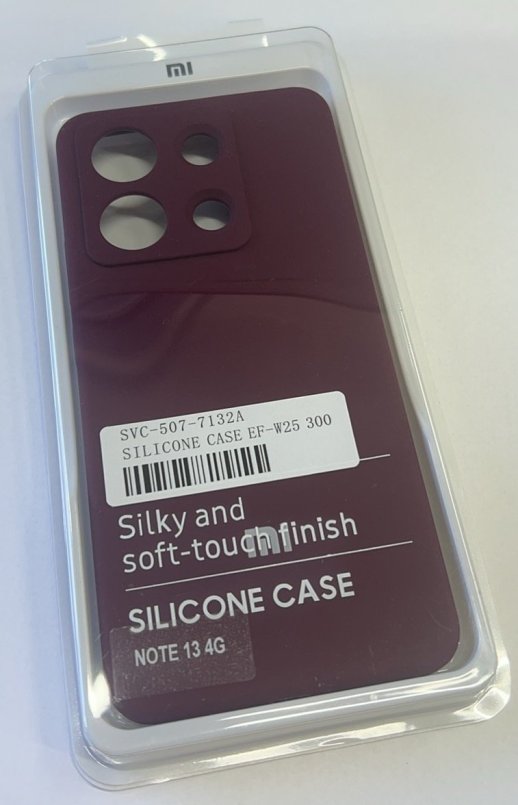 mi
SVC-507-7132A
SILICONE CASE EF-W25 300
Silky and
soft-touch finish
mi
SILICONE CASE
NOTE 13 4G